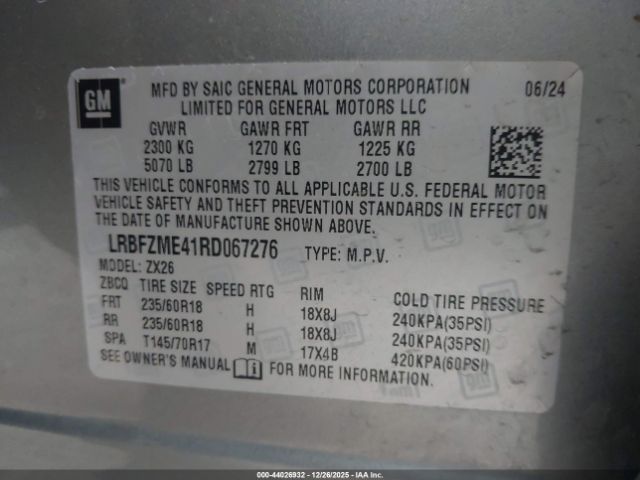 GM
MFD BY SAIC GENERAL MOTORS CORPORATION 06/24
LIMITED FOR GENERAL MOTORS LLC
GVWR GAWR FRT GAWR RR
2300 KG 1270 KG 1225 KG
5070 LB 2799 LB 2700 LB
THIS VEHICLE CONFORMS TO ALL APPLICABLE U.S. FEDERAL MOTOR
VEHICLE SAFETY AND THEFT PREVENTION STANDARDS IN EFFECT ON
THE DATE OF MANUFACTURE SHOWN ABOVE.
LRBFZME41RD067276 TYPE: M.P.V.
MODEL: ZX26
ZBCQ TIRE SIZE SPEED RTG RIM COLD TIRE PRESSURE
FRT 235/60R18 H 18X8J 240KPA(35PSI)
RR 235/60R18 H 18X8J 240KPA(35PSI)
SPA T145/70R17 M 17X4B 420KPA(60PSI)
SEE OWNER'S MANUAL FOR MORE INFORMATION.
000-44026932 - 12/26/2025 - IAA, Inc.